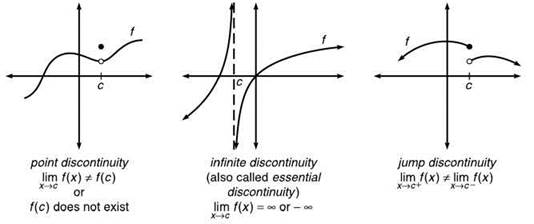 f
c
point discontinuity
lim f(x) ≠ f(c)
x→c
or
f(c) does not exist
f
c
infinite discontinuity
(also called essential
discontinuity)
lim f(x) = ∞ or – ∞
x→c
f
c
jump discontinuity
lim f(x) ≠ lim f(x)
x→c+ x→c–